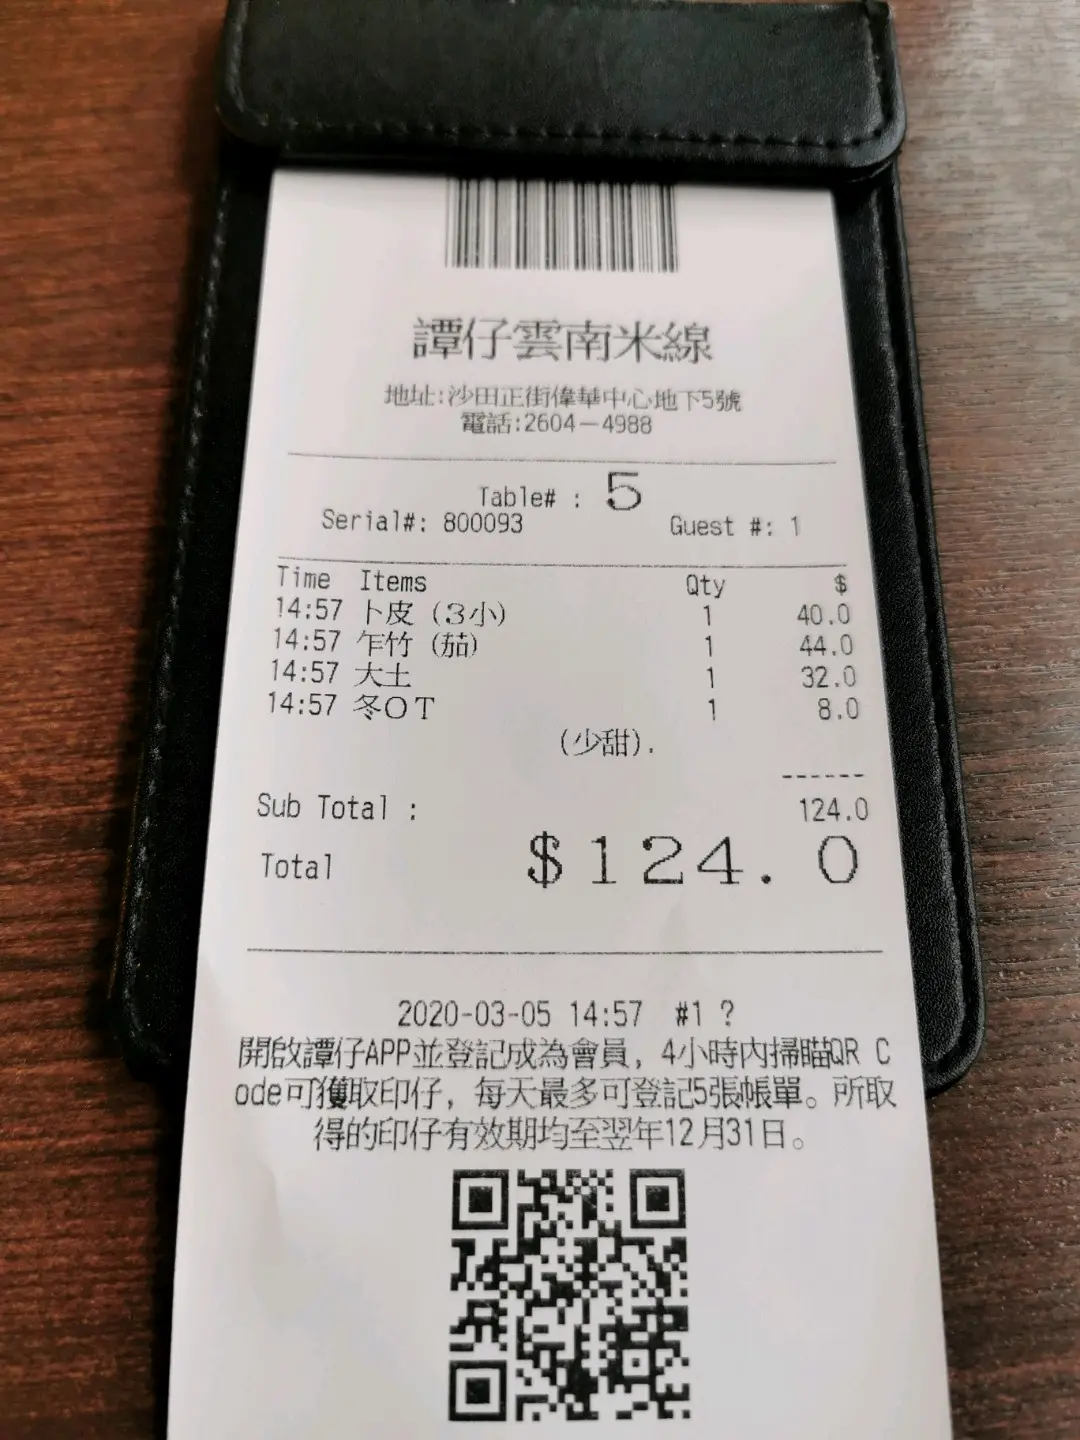 譚仔雲南米線
地址:沙田正街偉華中心地下5號
電話:2604－4988
Table# : 5
Serial#: 800093 Guest #: 1
Time Items Qty $
14:57 卜皮（3小） 1 40.0
14:57 乍竹（茄） 1 44.0
14:57 大土 1 32.0
14:57 冬OT 1 8.0
（少甜）.
------
Sub Total : 124.0
Total $124.0
2020-03-05 14:57 #1 ?
開啟譚仔APP並登記成為會員，4小時內掃瞄QR C
ode可獲取印仔，每天最多可登記5張帳單。所取
得的印仔有效期均至翌年12月31日。